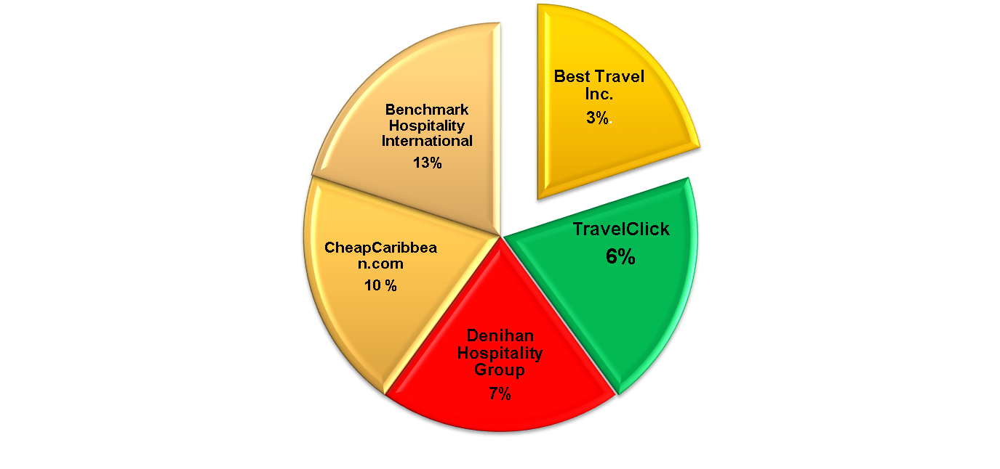 Best Travel
Inc.
3%.
TravelClick
6%
Denihan
Hospitality
Group
7%
CheapCaribbea
n.com
10 %
Benchmark
Hospitality
International
13%